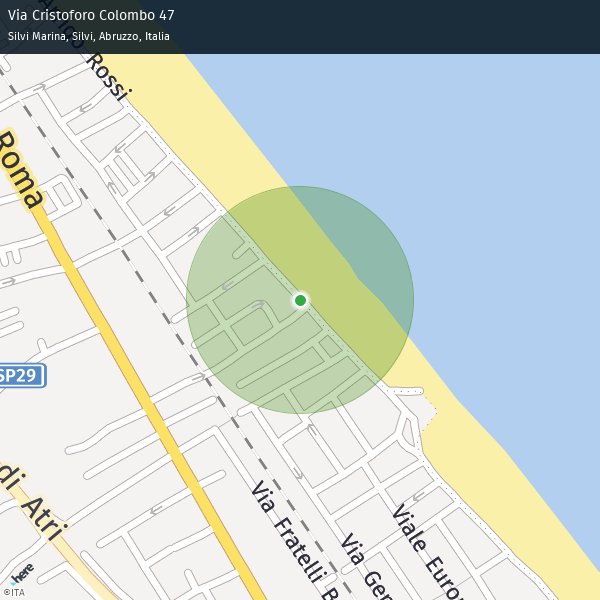 Via Cristoforo Colombo 47
Silvi Marina, Silvi, Abruzzo, Italia
Rossi
Roma
SP29
di Atri
Via Fratelli B
Via Gen
Viale Euro
here
©ITA